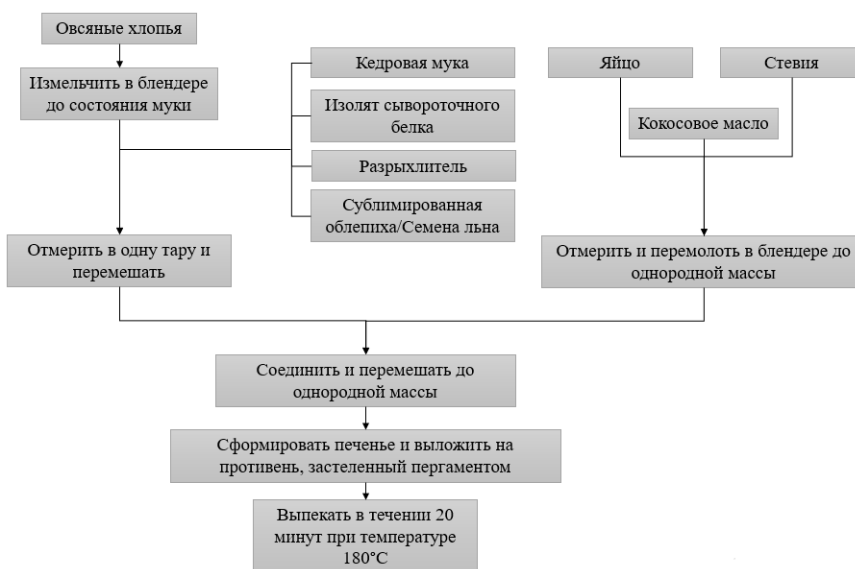 Овсяные хлопья
Измельчить в блендере
до состояния муки
Кедровая мука
Изолят сывороточного
белка
Разрыхлитель
Сублимированная
облепиха/Семена льна
Яйцо
Стевия
Кокосовое масло
Отмерить в одну тару и
перемешать
Отмерить и перемолоть в блендере до
однородной массы
Соединить и перемешать до
однородной массы
Сформировать печенье и выложить на
противень, застеленный пергаментом
Выпекать в течении 20
минут при температуре
180°С